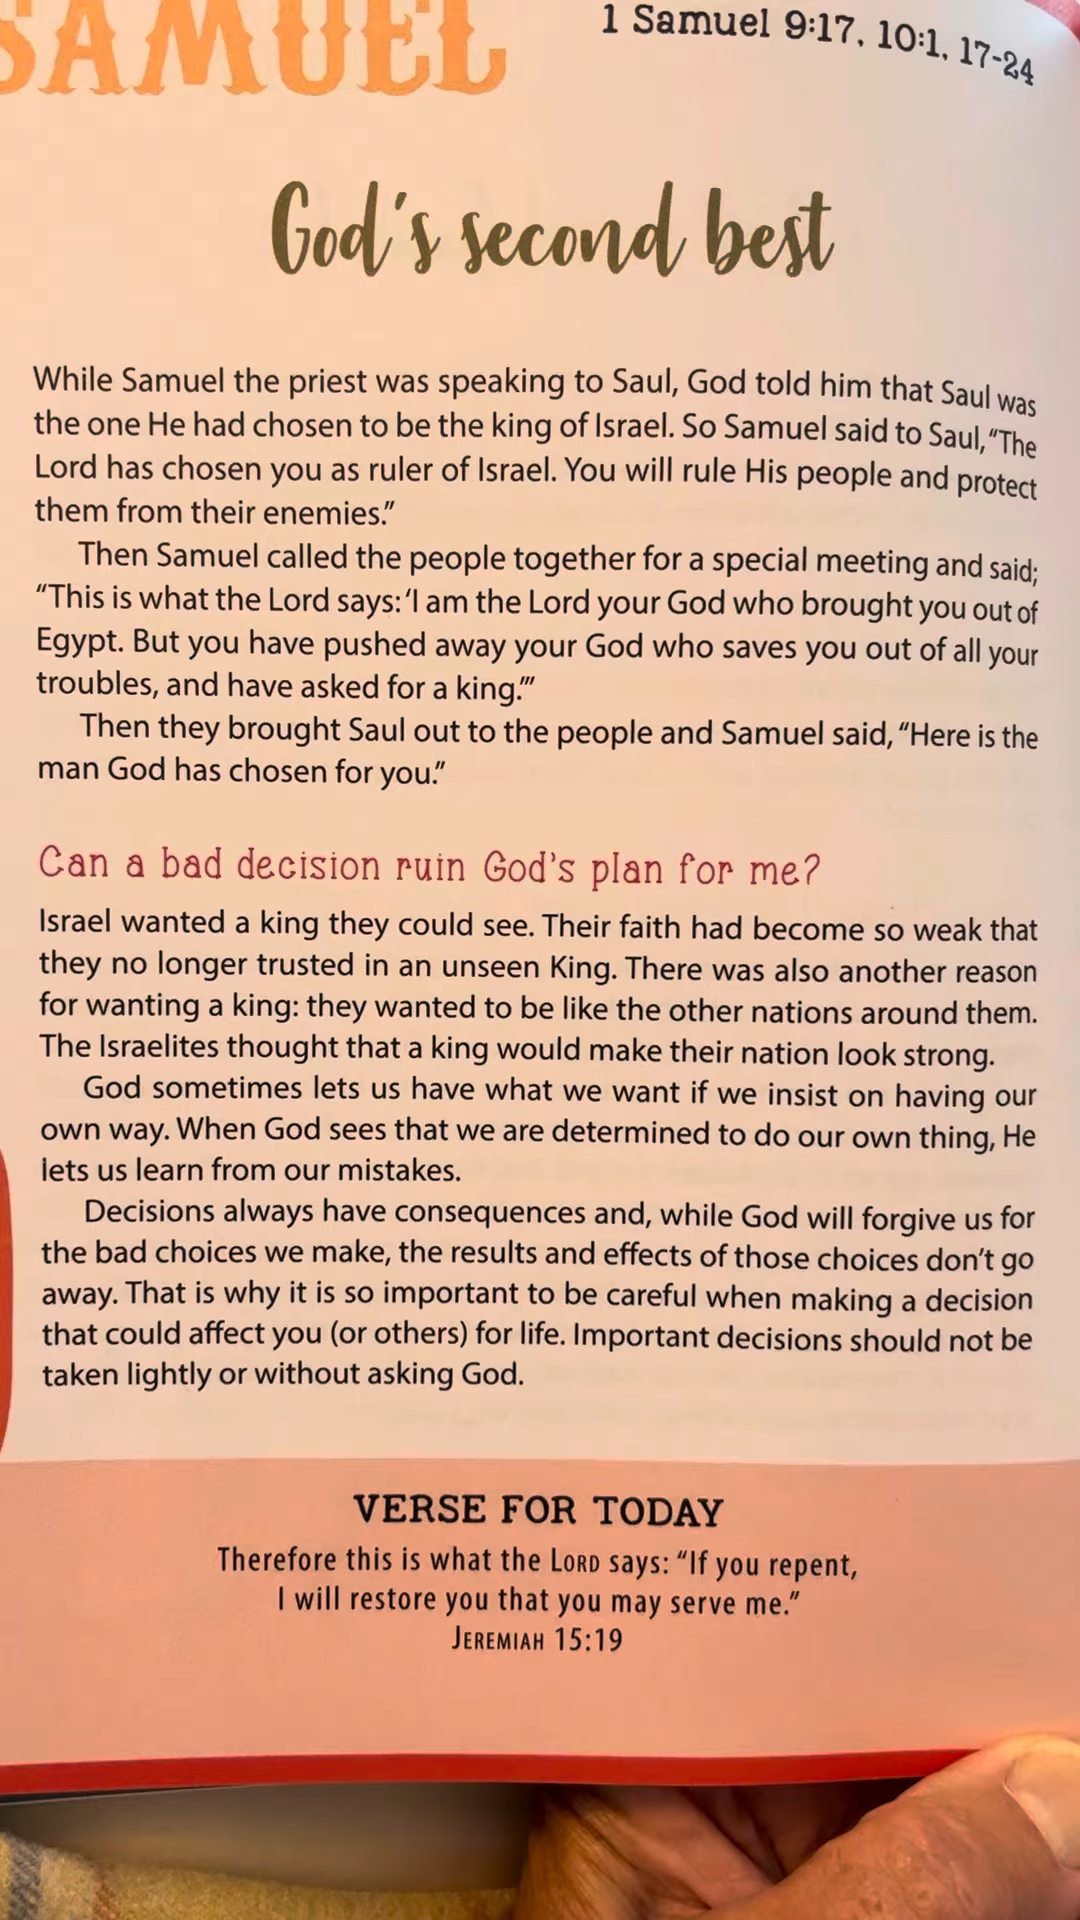 SAMUEL
1 Samuel 9:17, 10:1, 17-24
God's second best
While Samuel the priest was speaking to Saul, God told him that Saul was
the one He had chosen to be the king of Israel. So Samuel said to Saul, “The
Lord has chosen you as ruler of Israel. You will rule His people and protect
them from their enemies.”
Then Samuel called the people together for a special meeting and said;
“This is what the Lord says: ‘I am the Lord your God who brought you out of
Egypt. But you have pushed away your God who saves you out of all your
troubles, and have asked for a king.’”
Then they brought Saul out to the people and Samuel said, “Here is the
man God has chosen for you.”
Can a bad decision ruin God's plan for me?
Israel wanted a king they could see. Their faith had become so weak that
they no longer trusted in an unseen King. There was also another reason
for wanting a king: they wanted to be like the other nations around them.
The Israelites thought that a king would make their nation look strong.
God sometimes lets us have what we want if we insist on having our
own way. When God sees that we are determined to do our own thing, He
lets us learn from our mistakes.
Decisions always have consequences and, while God will forgive us for
the bad choices we make, the results and effects of those choices don’t go
away. That is why it is so important to be careful when making a decision
that could affect you (or others) for life. Important decisions should not be
taken lightly or without asking God.
VERSE FOR TODAY
Therefore this is what the LORD says: “If you repent,
I will restore you that you may serve me.”
JEREMIAH 15:19